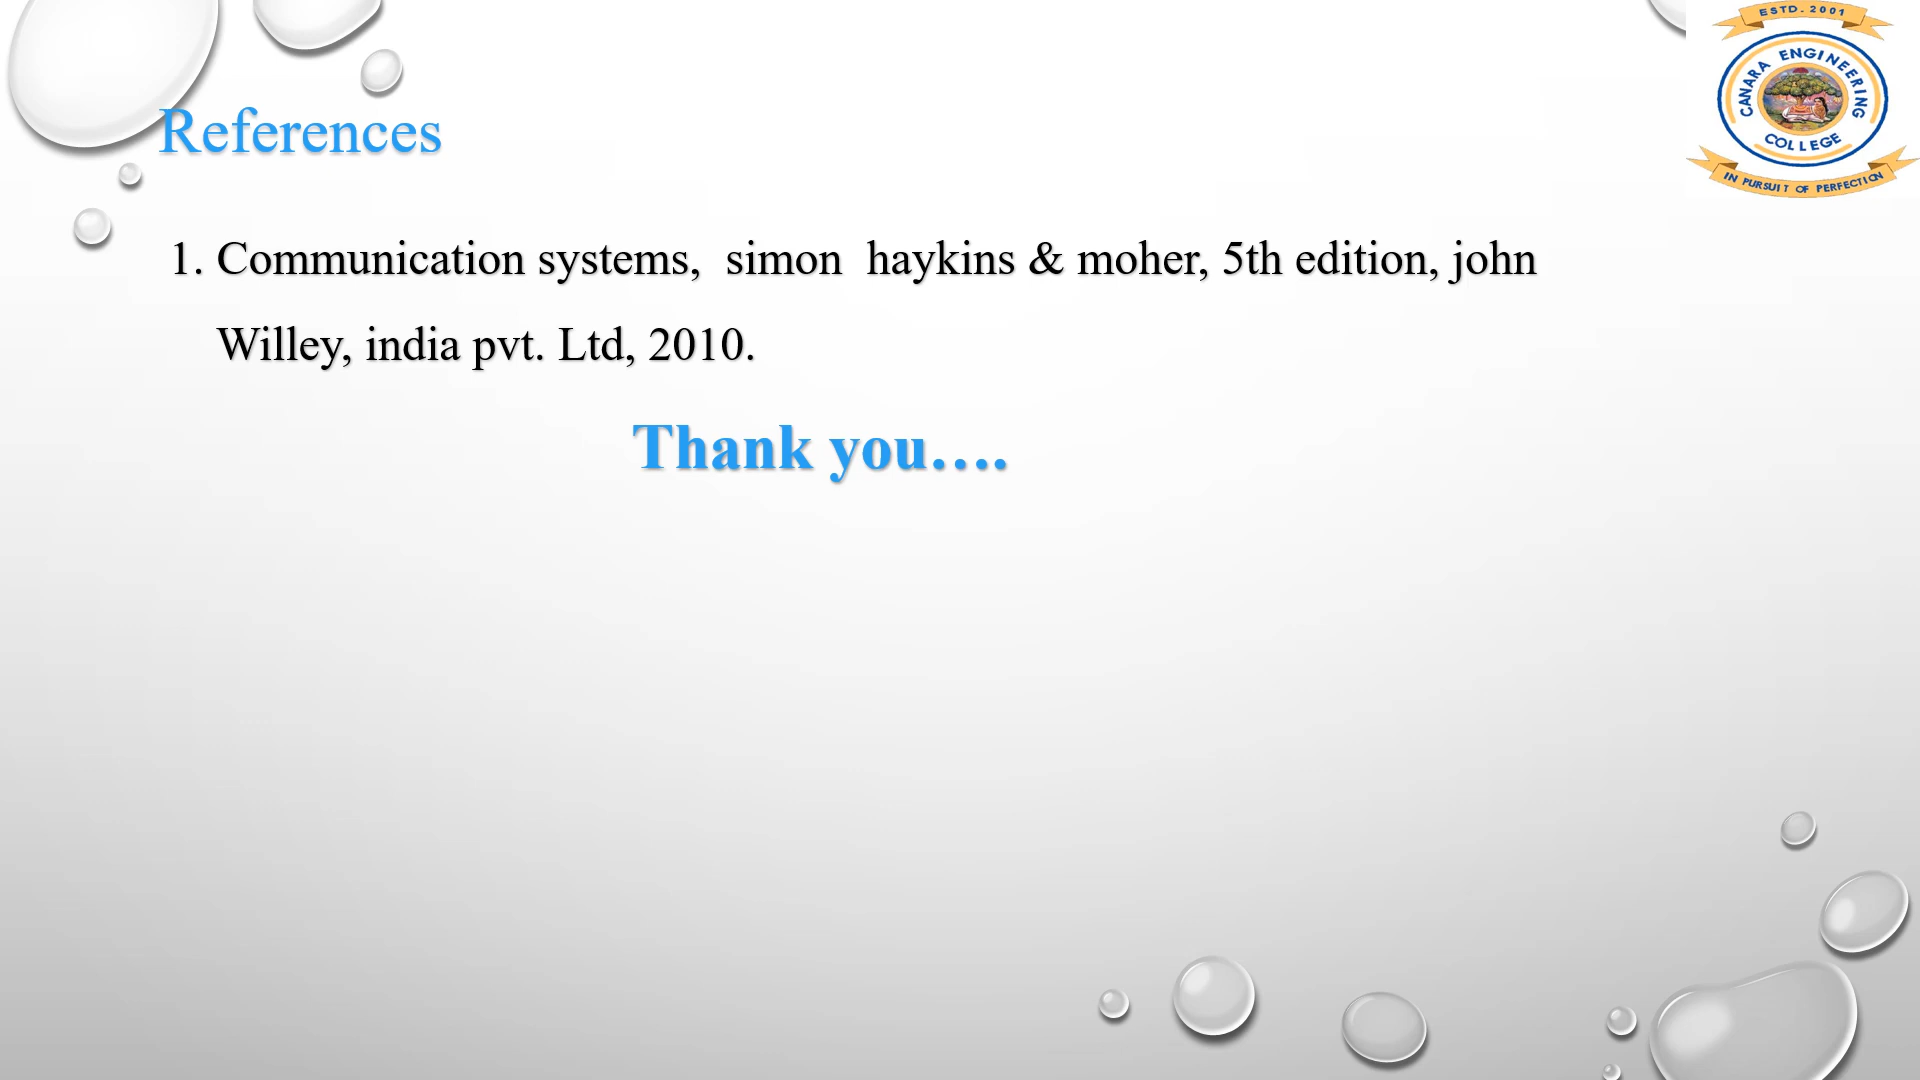 ESTD. 2001
CANARA ENGINEERING
COLLEGE
IN PURSUIT OF PERFECTION
References
1. Communication systems,  simon  haykins & moher, 5th edition, john
Willey, india pvt. Ltd, 2010.
Thank you….